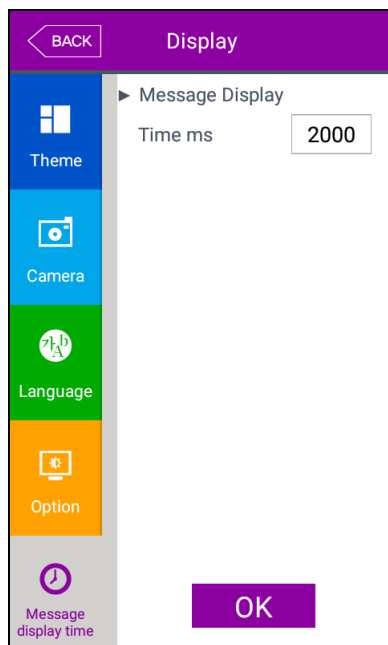 BACK
Display
► Message Display
Time ms
2000
Theme
Camera
가Ab
Language
Option
Message
display time
OK